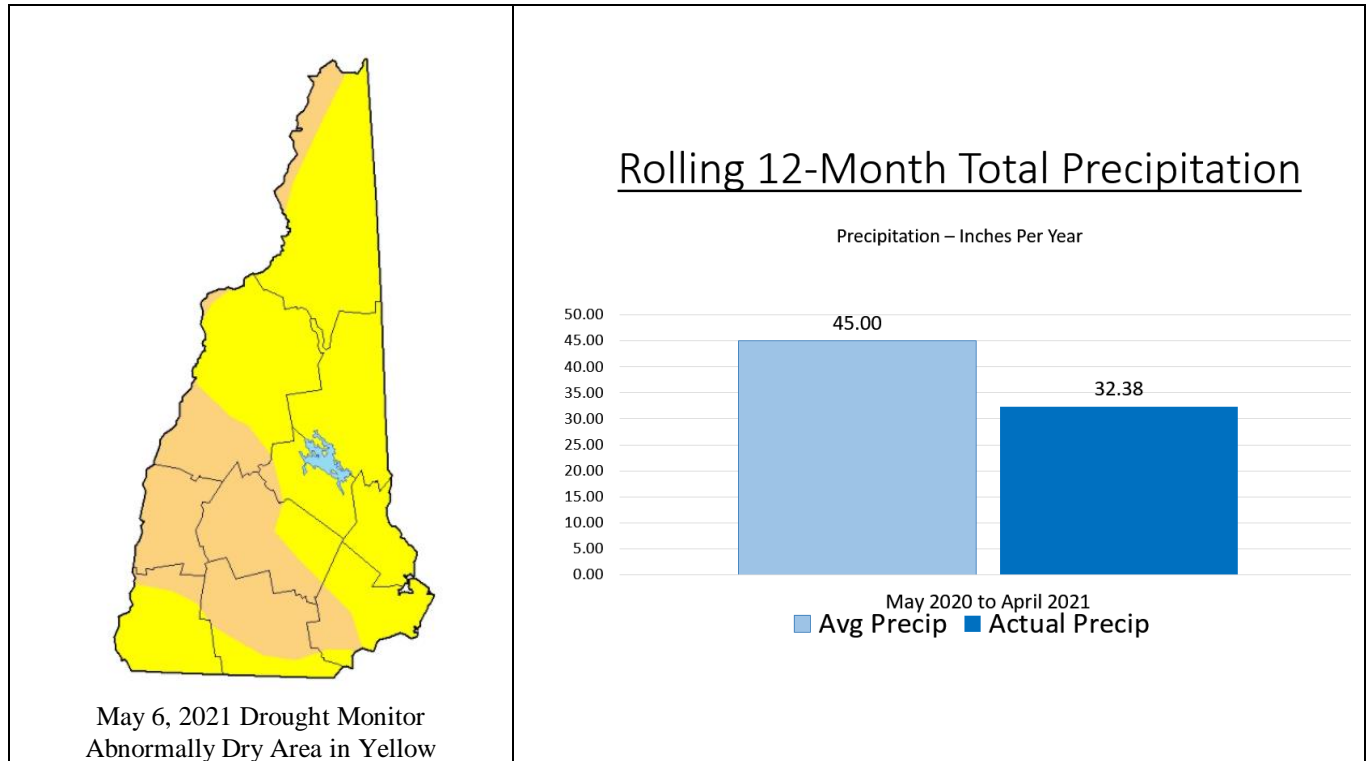 May 6, 2021 Drought Monitor
Abnormally Dry Area in Yellow
Rolling 12-Month Total Precipitation
Precipitation – Inches Per Year
50.00
45.00
40.00
35.00
30.00
25.00
20.00
15.00
10.00
5.00
0.00
45.00
32.38
May 2020 to April 2021
Avg Precip Actual Precip